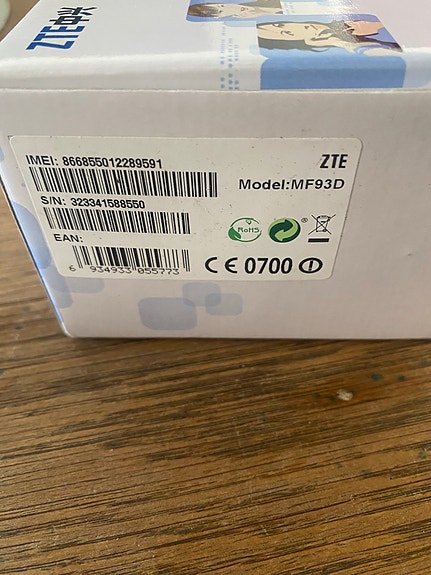 ZTE中兴
IMEI: 866855012289591
ZTE
Model:MF93D
S/N: 323341588550
RoHS
®
EAN:
6 934933 055773
CE 0700